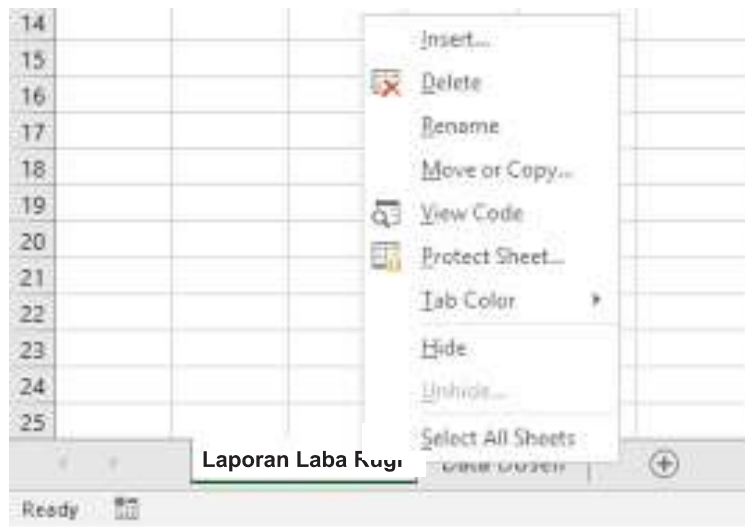 14
15
16
17
18
19
20
21
22
23
24
25
Insert...
Delete
Rename
Move or Copy...
View Code
Protect Sheet...
Tab Color
Hide
Unhide...
Select All Sheets
Laporan Laba Rugi Data Dosen
Ready